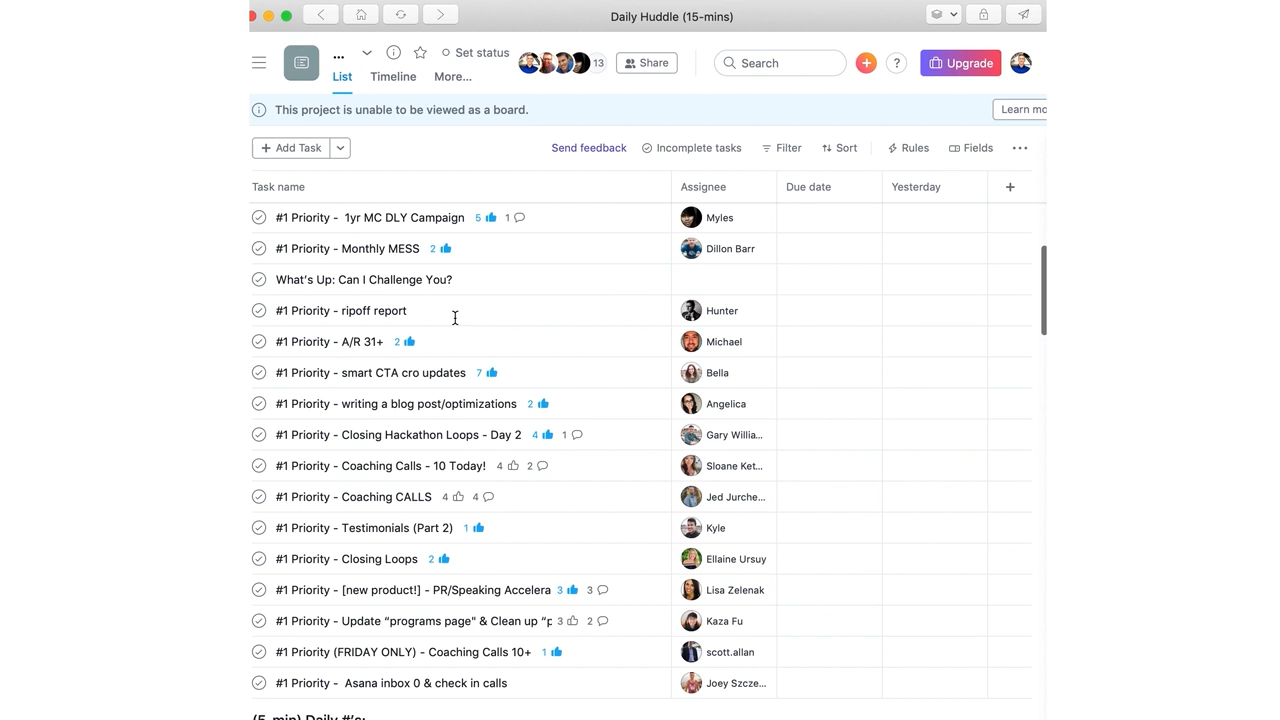 Daily Huddle (15-mins)
... Set status 13 Share Search ? Upgrade
List Timeline More...
This project is unable to be viewed as a board. Learn mo
+ Add Task Send feedback Incomplete tasks Filter Sort Rules Fields ...
Task name Assignee Due date Yesterday +
#1 Priority - 1yr MC DLY Campaign 5 1 Myles
#1 Priority - Monthly MESS 2 Dillon Barr
What's Up: Can I Challenge You?
#1 Priority - ripoff report Hunter
#1 Priority - A/R 31+ 2 Michael
#1 Priority - smart CTA cro updates 7 Bella
#1 Priority - writing a blog post/optimizations 2 Angelica
#1 Priority - Closing Hackathon Loops - Day 2 4 1 Gary Willia...
#1 Priority - Coaching Calls - 10 Today! 4 2 Sloane Ket...
#1 Priority - Coaching CALLS 4 4 Jed Jurche...
#1 Priority - Testimonials (Part 2) 1 Kyle
#1 Priority - Closing Loops 2 Ellaine Ursuy
#1 Priority - [new product!] - PR/Speaking Accelera 3 3 Lisa Zelenak
#1 Priority - Update “programs page" & Clean up “p 3 2 Kaza Fu
#1 Priority (FRIDAY ONLY) - Coaching Calls 10+ 1 scott.allan
#1 Priority - Asana inbox 0 & check in calls Joey Szcze...
(5-min) Daily #'s: